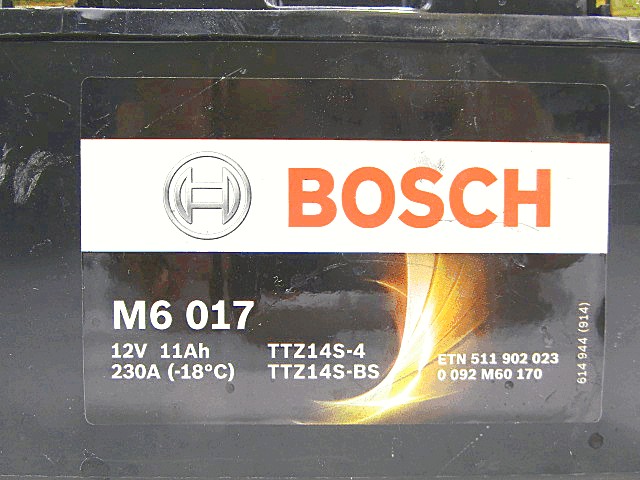 BOSCH
M6 017
12V 11Ah TTZ14S-4
230A (-18°C) TTZ14S-BS
ETN 511 902 023
0 092 M60 170
614 944 (914)